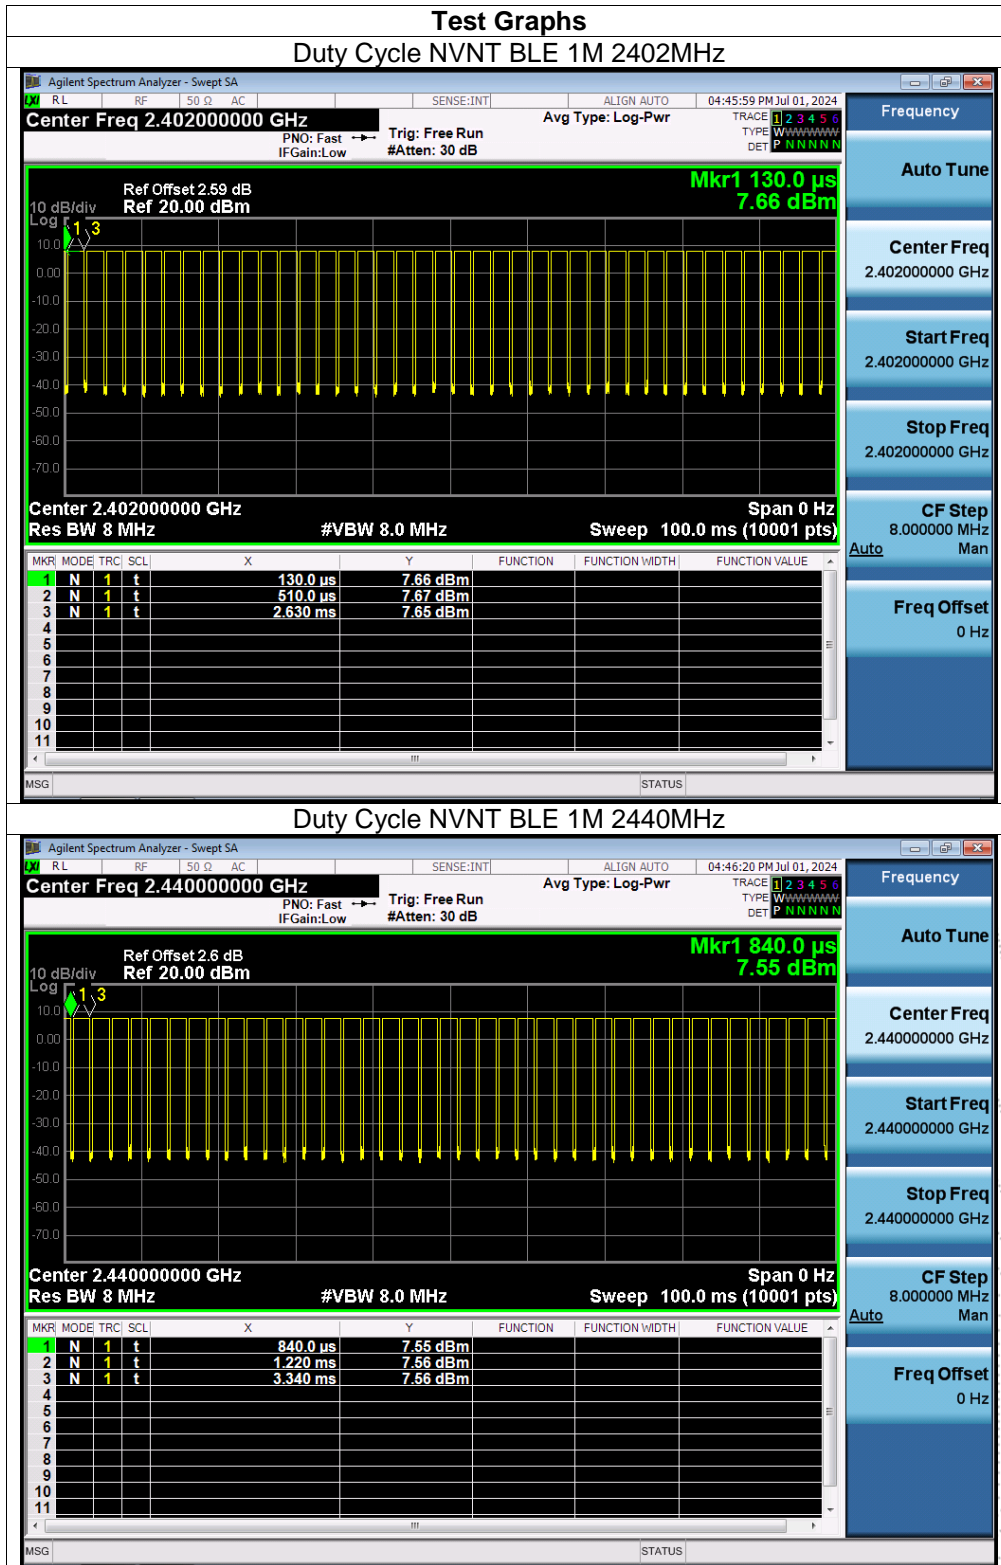 Test Graphs
Duty Cycle NVNT BLE 1M 2402MHz
Agilent Spectrum Analyzer - Swept SA
LXI RL RF 50 Ω AC SENSE:INT ALIGN AUTO 04:45:59 PM Jul 01, 2024
Center Freq 2.402000000 GHz Avg Type: Log-Pwr TRACE 1 2 3 4 5 6
PNO: Fast Trig: Free Run TYPE WWWWWW
IFGain:Low #Atten: 30 dB DET P N N N N N
Frequency
Mkr1 130.0 µs
7.66 dBm
Ref Offset 2.59 dB
10 dB/div Ref 20.00 dBm
Log
1 3
10.0
0.00
-10.0
-20.0
-30.0
-40.0
-50.0
-60.0
-70.0
Center 2.402000000 GHz Span 0 Hz
Res BW 8 MHz #VBW 8.0 MHz Sweep 100.0 ms (10001 pts)
MKR MODE TRC SCL X Y FUNCTION FUNCTION WIDTH FUNCTION VALUE
1 N 1 t 130.0 µs 7.66 dBm
2 N 1 t 510.0 µs 7.67 dBm
3 N 1 t 2.630 ms 7.65 dBm
4
5
6
7
8
9
10
11
MSG STATUS
Auto Tune
Center Freq
2.402000000 GHz
Start Freq
2.402000000 GHz
Stop Freq
2.402000000 GHz
CF Step
8.000000 MHz
Auto Man
Freq Offset
0 Hz
Duty Cycle NVNT BLE 1M 2440MHz
Agilent Spectrum Analyzer - Swept SA
LXI RL RF 50 Ω AC SENSE:INT ALIGN AUTO 04:46:20 PM Jul 01, 2024
Center Freq 2.440000000 GHz Avg Type: Log-Pwr TRACE 1 2 3 4 5 6
PNO: Fast Trig: Free Run TYPE WWWWWW
IFGain:Low #Atten: 30 dB DET P N N N N N
Frequency
Mkr1 840.0 µs
7.55 dBm
Ref Offset 2.6 dB
10 dB/div Ref 20.00 dBm
Log
1 3
10.0
0.00
-10.0
-20.0
-30.0
-40.0
-50.0
-60.0
-70.0
Center 2.440000000 GHz Span 0 Hz
Res BW 8 MHz #VBW 8.0 MHz Sweep 100.0 ms (10001 pts)
MKR MODE TRC SCL X Y FUNCTION FUNCTION WIDTH FUNCTION VALUE
1 N 1 t 840.0 µs 7.55 dBm
2 N 1 t 1.220 ms 7.56 dBm
3 N 1 t 3.340 ms 7.56 dBm
4
5
6
7
8
9
10
11
MSG STATUS
Auto Tune
Center Freq
2.440000000 GHz
Start Freq
2.440000000 GHz
Stop Freq
2.440000000 GHz
CF Step
8.000000 MHz
Auto Man
Freq Offset
0 Hz